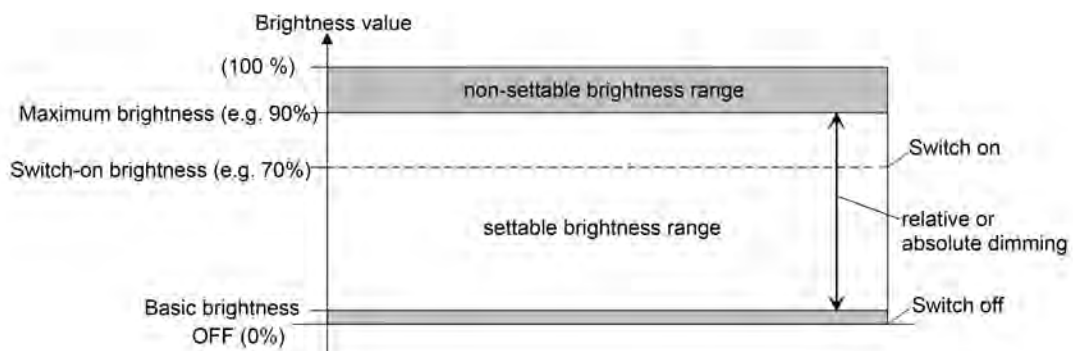 Brightness value
(100 %)
non-settable brightness range
Maximum brightness (e.g. 90%)
Switch on
Switch-on brightness (e.g. 70%)
settable brightness range
relative or
absolute dimming
Basic brightness
Switch off
OFF (0%)